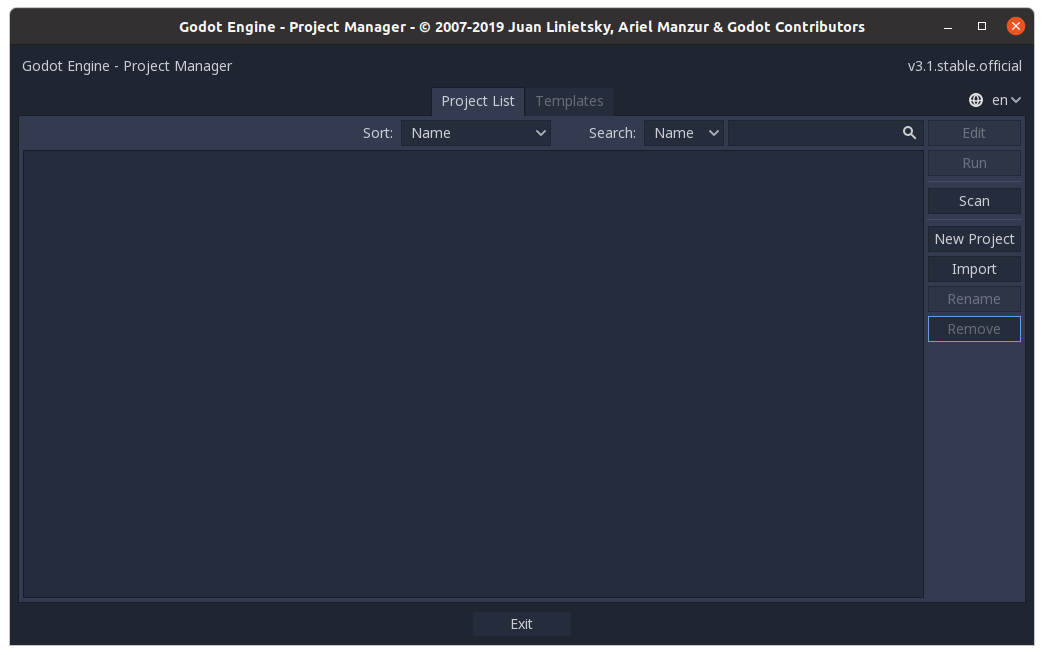 Godot Engine - Project Manager - © 2007-2019 Juan Linietsky, Ariel Manzur & Godot Contributors
Godot Engine - Project Manager
v3.1.stable.official
Project List
Templates
en
Sort:
Name
Search:
Name
Edit
Run
Scan
New Project
Import
Rename
Remove
Exit